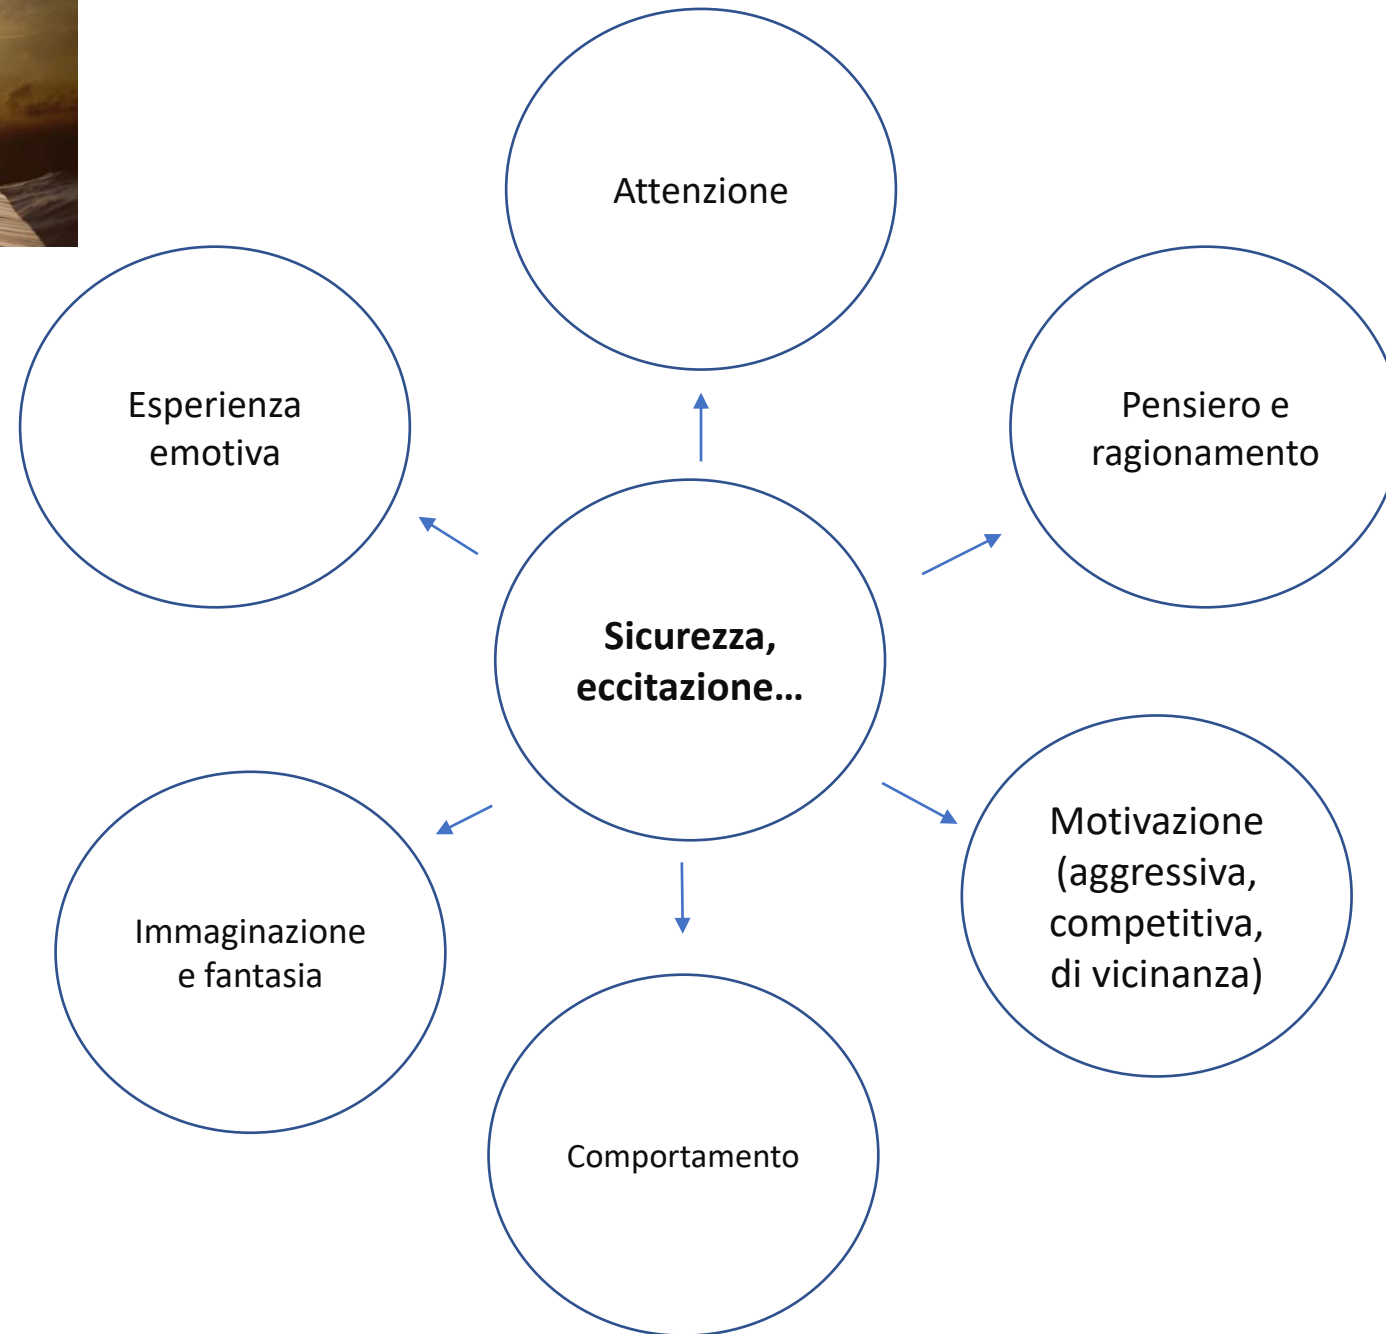 Attenzione
Esperienza
emotiva
Pensiero e
ragionamento
Sicurezza,
eccitazione…
Motivazione
(aggressiva,
competitiva,
di vicinanza)
Immaginazione
e fantasia
Comportamento